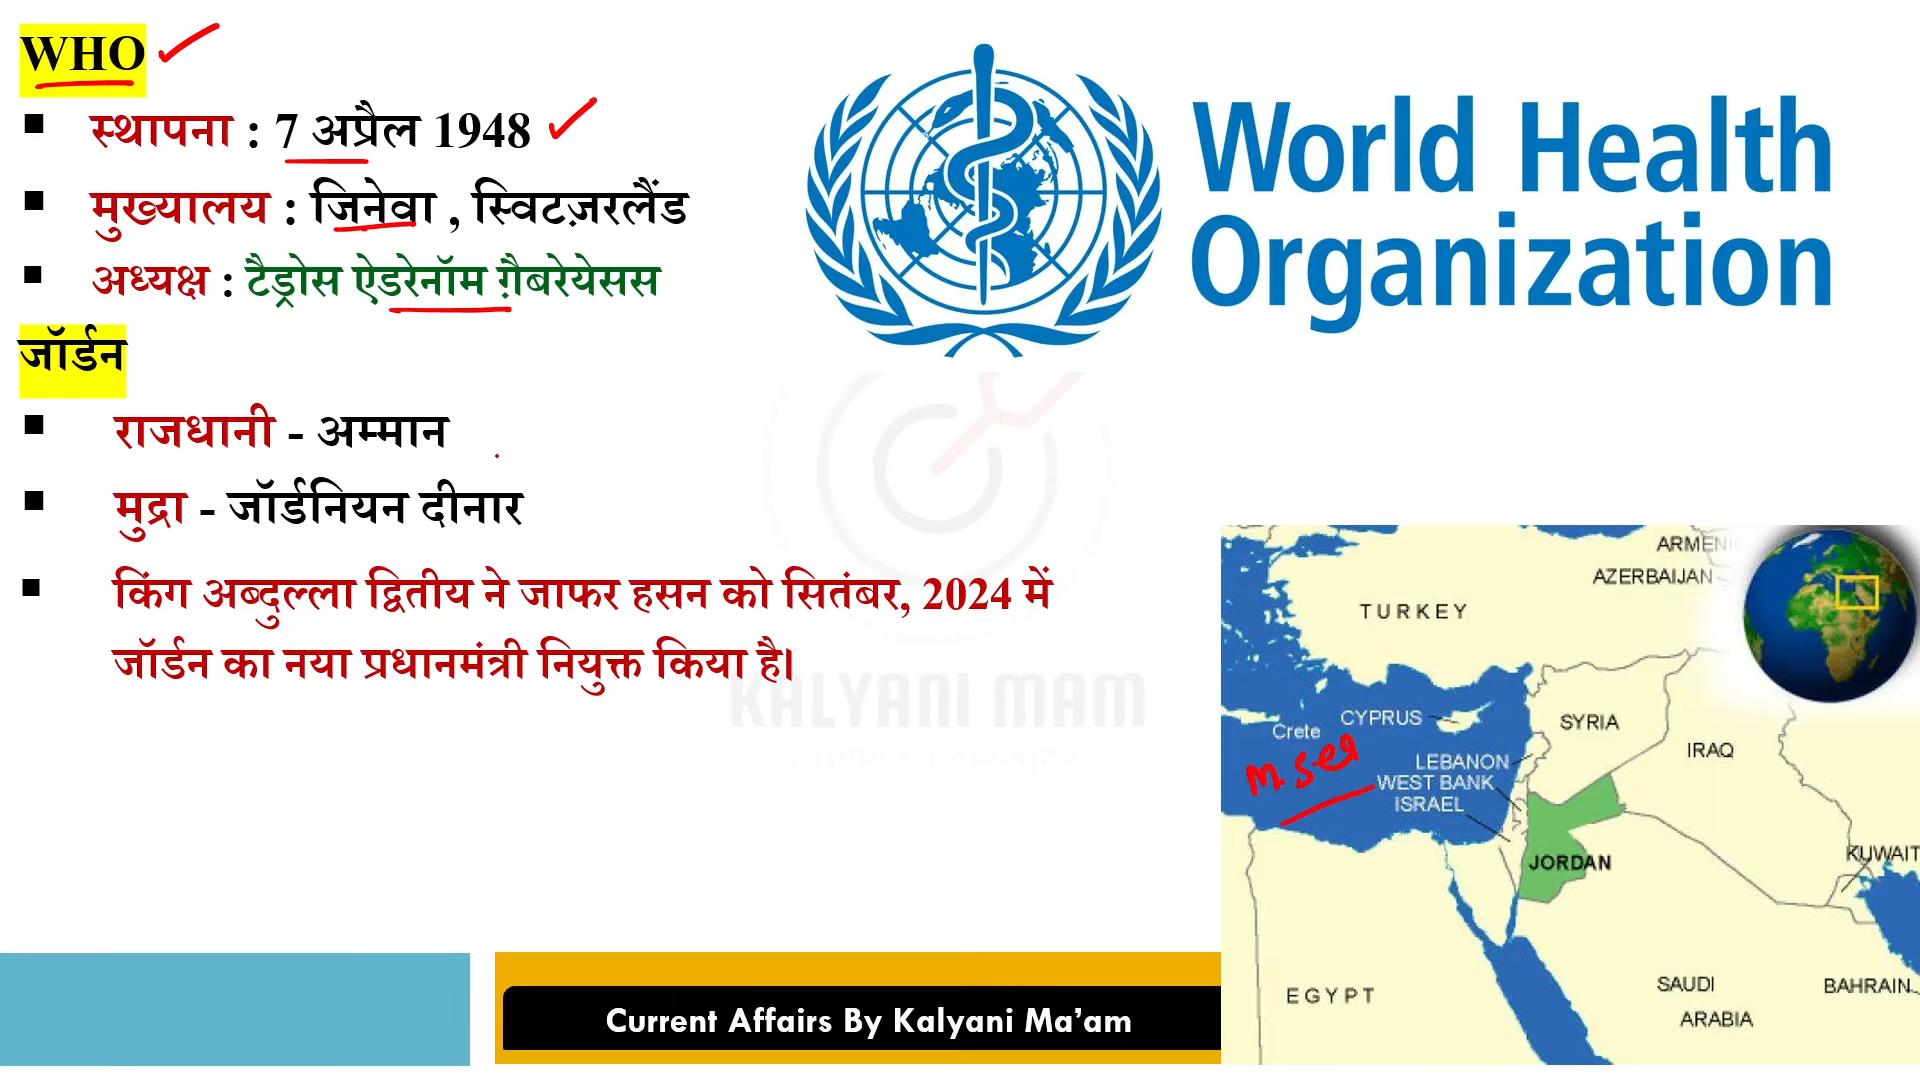 WHO
▪ स्थापना : 7 अप्रैल 1948
▪ मुख्यालय : जिनेवा , स्विटज़रलैंड
▪ अध्यक्ष : टैड्रोस ऐडरेनॉम ग़ैबरेयेसस
World Health
Organization
जॉर्डन
▪ राजधानी - अम्मान
▪ मुद्रा - जॉर्डनियन दीनार
▪ किंग अब्दुल्ला द्वितीय ने जाफर हसन को सितंबर, 2024 में
जॉर्डन का नया प्रधानमंत्री नियुक्त किया है।
KALYANI MAM
CURRENT AFFAIRS
ARMENI
AZERBAIJAN
TURKEY
CYPRUS
SYRIA
Crete
IRAQ
M. Sea
LEBANON
WEST BANK
ISRAEL
JORDAN
KUWAIT
EGYPT
SAUDI
ARABIA
BAHRAIN
Current Affairs By Kalyani Ma’am